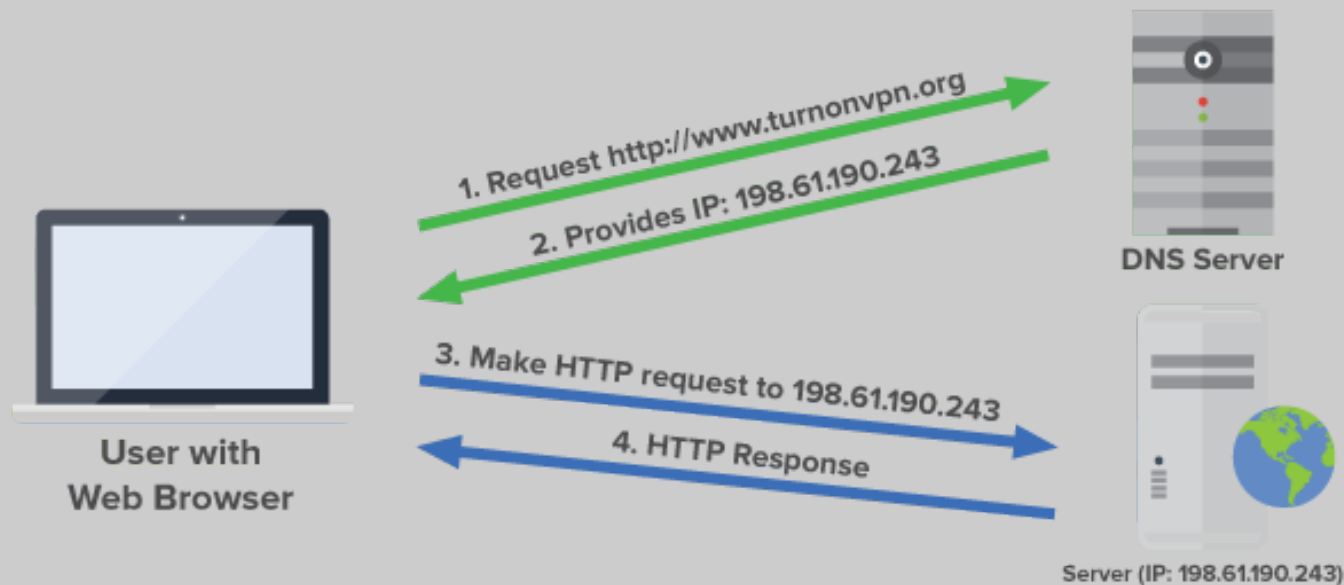 1. Request http://www.turnonvpn.org
2. Provides IP: 198.61.190.243
DNS Server
3. Make HTTP request to 198.61.190.243
4. HTTP Response
User with
Web Browser
Server (IP: 198.61.190.243)